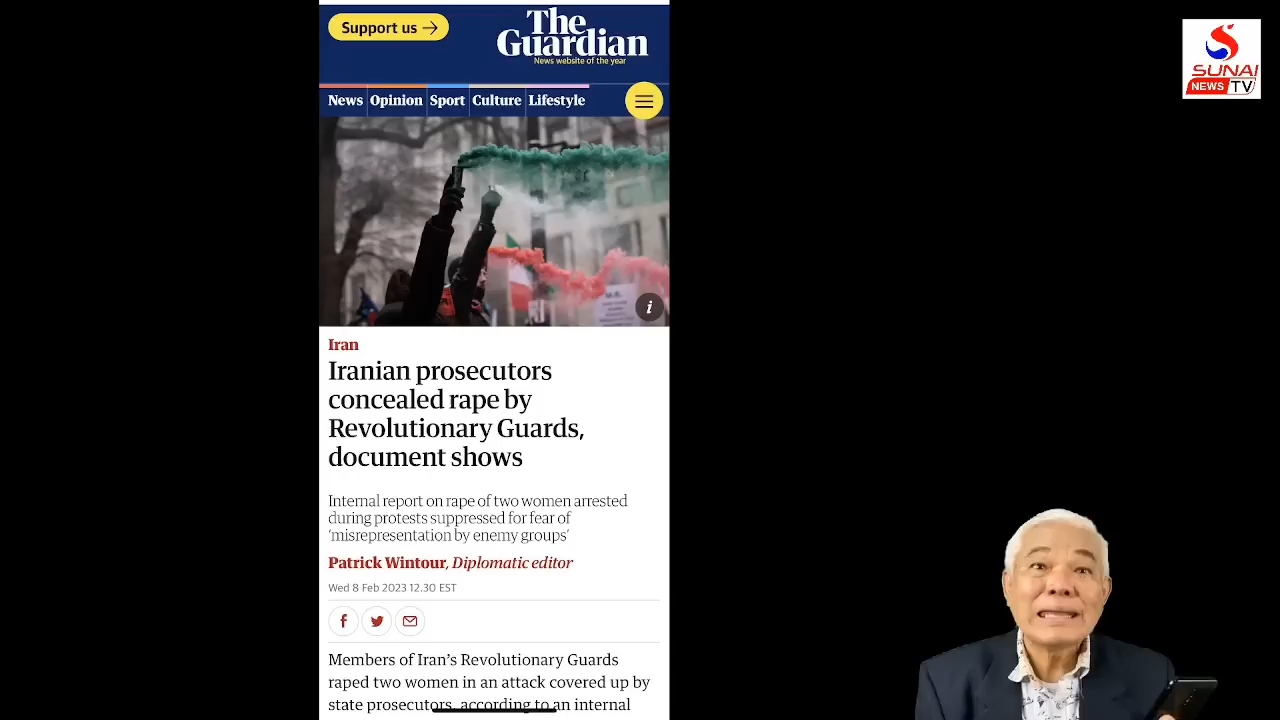 Support us →
The
Guardian
News website of the year
News Opinion Sport Culture Lifestyle
i
Iran
Iranian prosecutors
concealed rape by
Revolutionary Guards,
document shows
Internal report on rape of two women arrested
during protests suppressed for fear of
‘misrepresentation by enemy groups’
Patrick Wintour, Diplomatic editor
Wed 8 Feb 2023 12.30 EST
Members of Iran’s Revolutionary Guards
raped two women in an attack covered up by
state prosecutors, according to an internal
SUNAI
NEWS TV